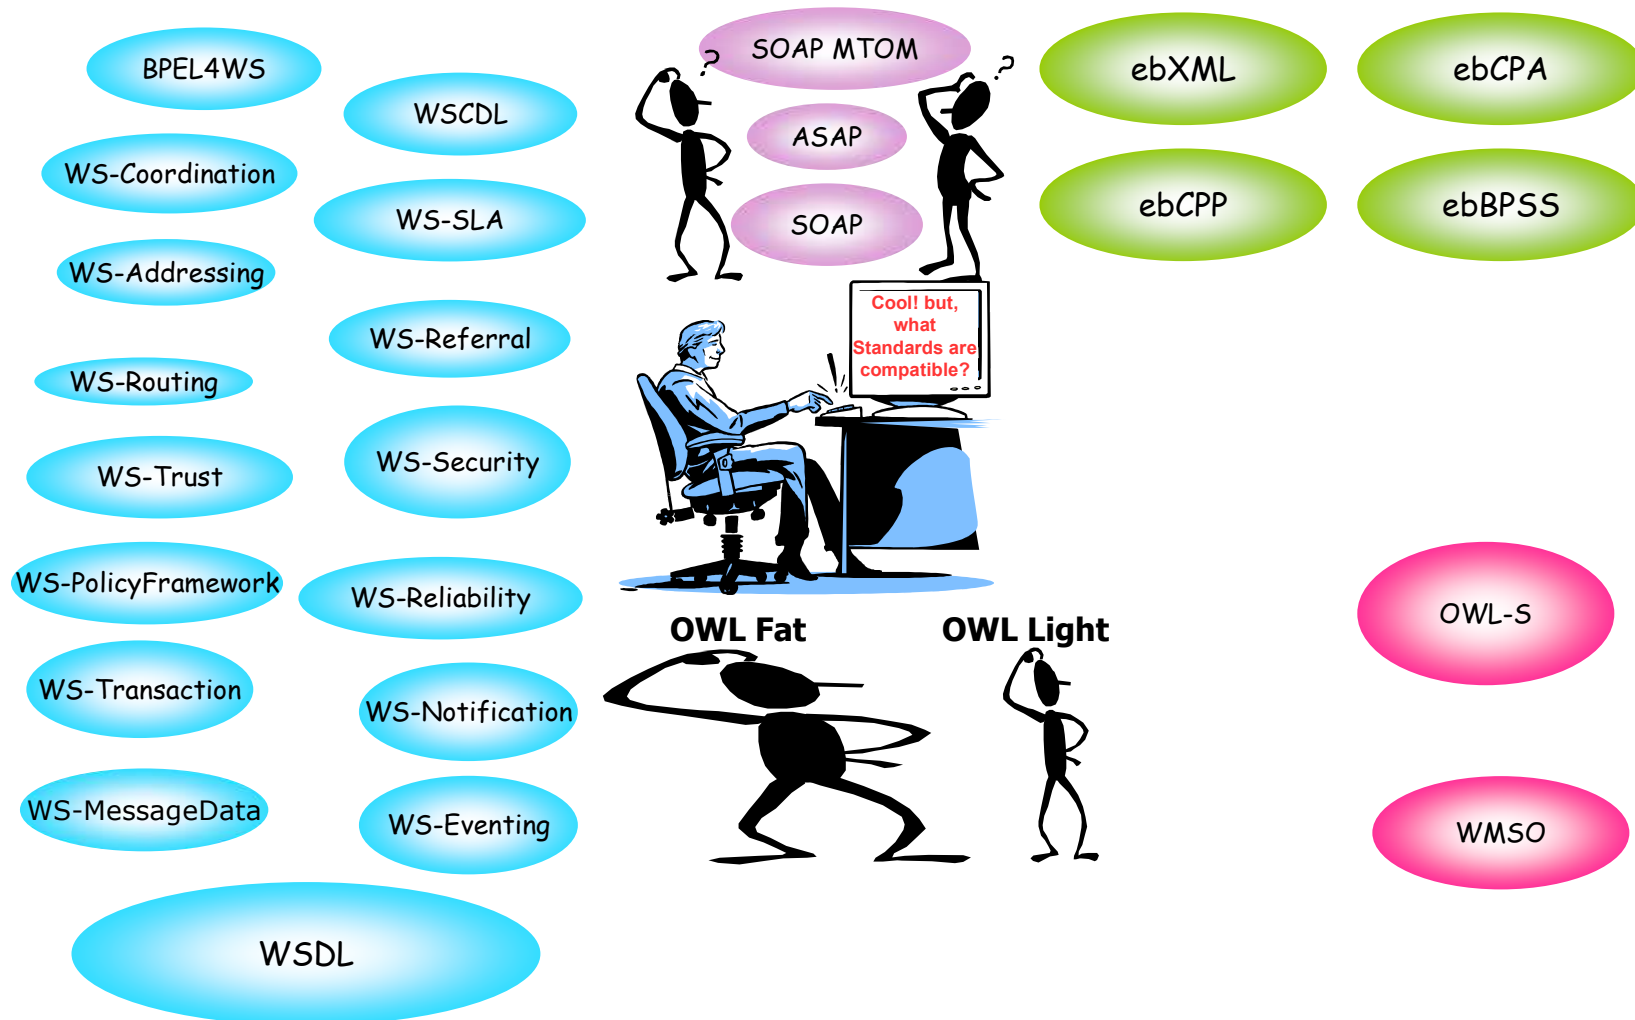 BPEL4WS
WSCDL
WS-Coordination
WS-SLA
WS-Addressing
WS-Referral
WS-Routing
WS-Security
WS-Trust
WS-PolicyFramework
WS-Reliability
WS-Transaction
WS-Notification
WS-MessageData
WS-Eventing
WSDL
SOAP MTOM
?
?
ASAP
SOAP
Cool! but,
what
Standards are
compatible?
OWL Fat
OWL Light
ebXML
ebCPA
ebCPP
ebBPSS
OWL-S
WMSO